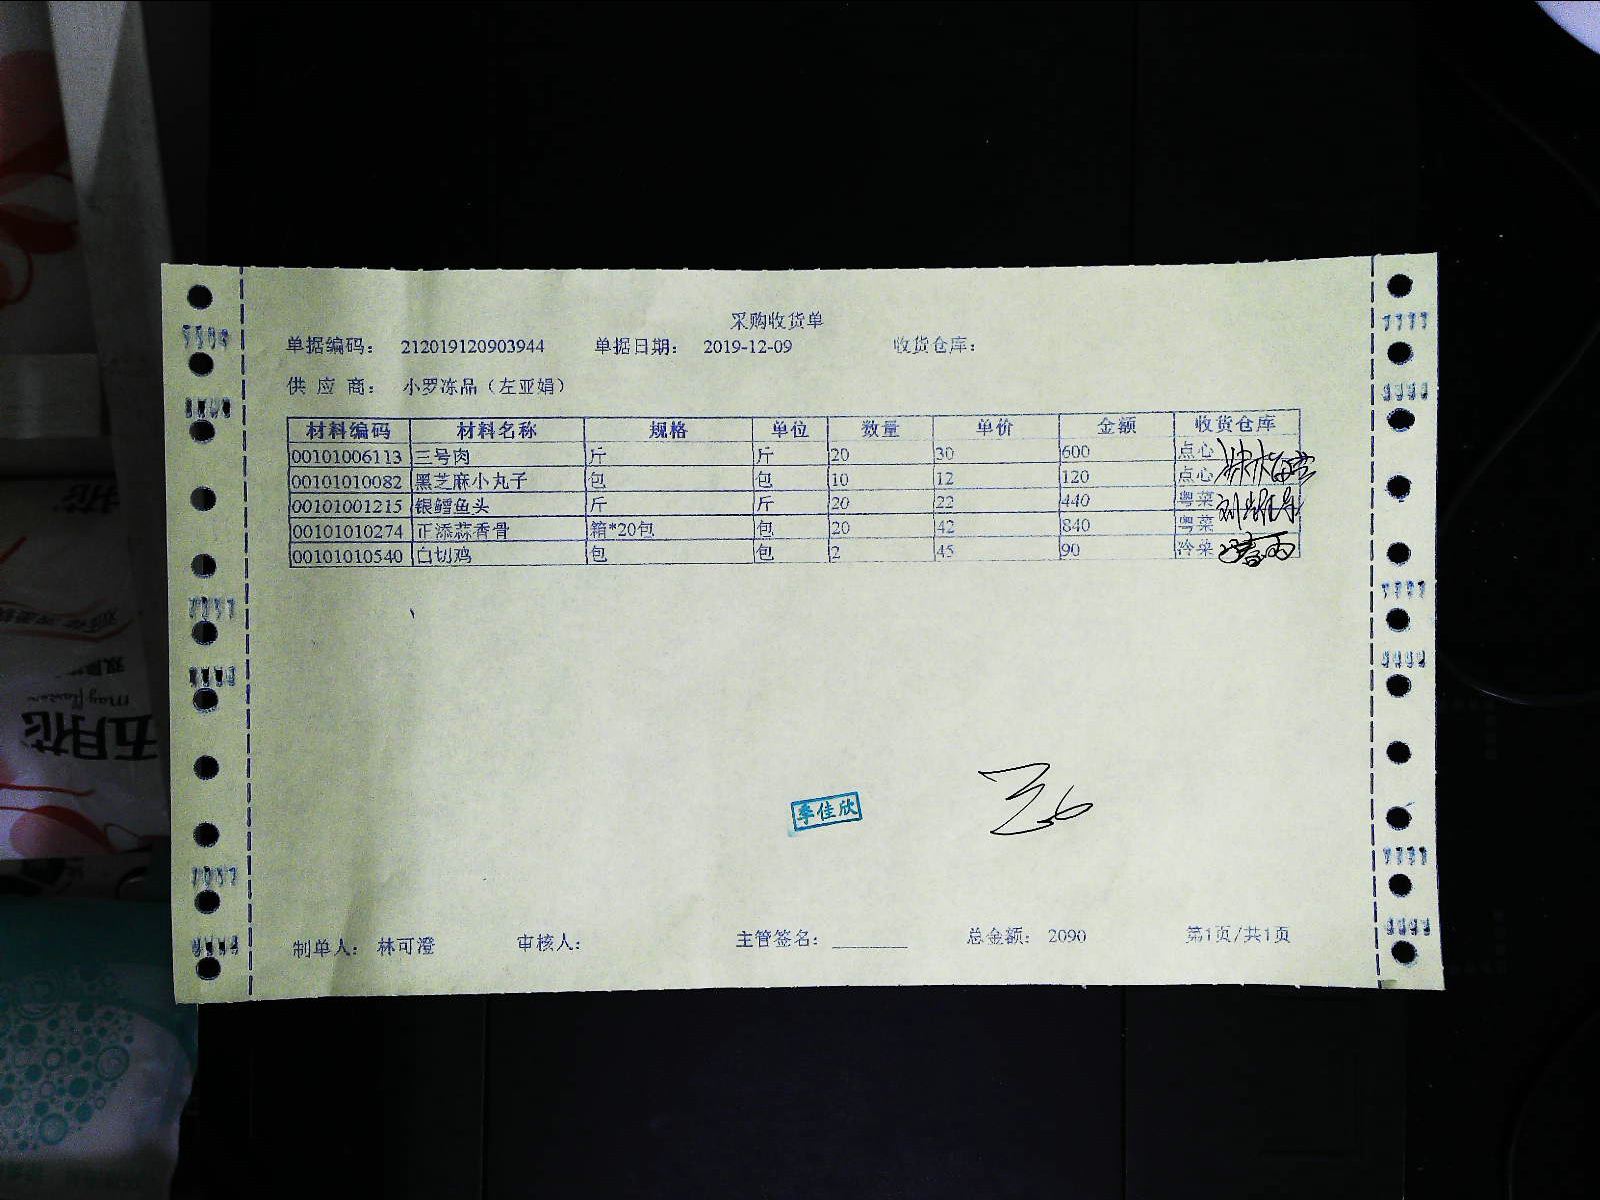 采购收货单
单据编码： 212019120903944 单据日期： 2019-12-09 收货仓库：
供 应 商： 小罗冻品（左亚娟）
材料编码 材料名称 规格 单位 数量 单价 金额 收货仓库
00101006113 三号肉 斤 斤 20 30 600 点心
00101010082 黑芝麻小丸子 包 包 10 12 120 点心
00101001215 银鳕鱼头 斤 斤 20 22 440 粤菜
00101010274 正添蒜香骨 箱*20包 包 20 42 840 粤菜
00101010540 白切鸡 包 包 2 45 90 冷菜
季佳欣
制单人： 林可澄 审核人： 主管签名： 总金额： 2090 第1页/共1页
五月花